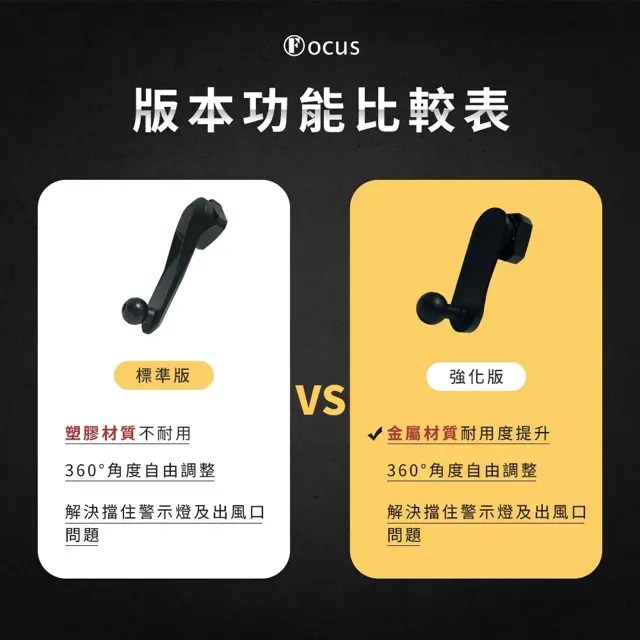 Focus
版本功能比較表
標準版
塑膠材質不耐用
360°角度自由調整
解決擋住警示燈及出風口
問題
VS
強化版
金屬材質耐用度提升
360°角度自由調整
解決擋住警示燈及出風口
問題